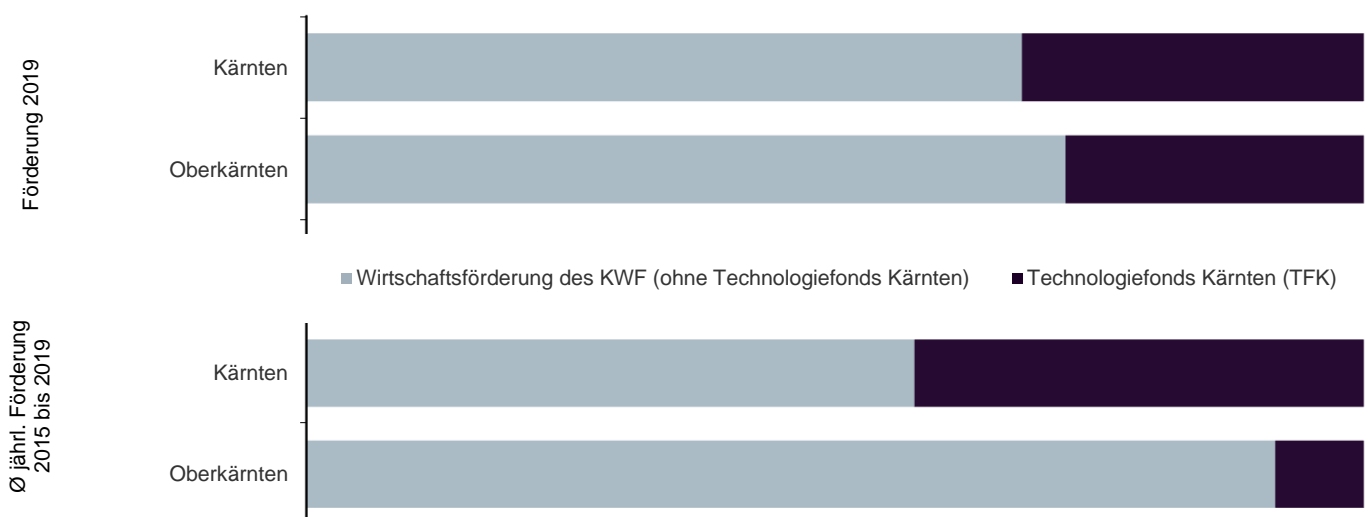 Förderung 2019
Kärnten
Oberkärnten
Wirtschaftsförderung des KWF (ohne Technologiefonds Kärnten)
Technologiefonds Kärnten (TFK)
Ø jährl. Förderung
2015 bis 2019
Kärnten
Oberkärnten